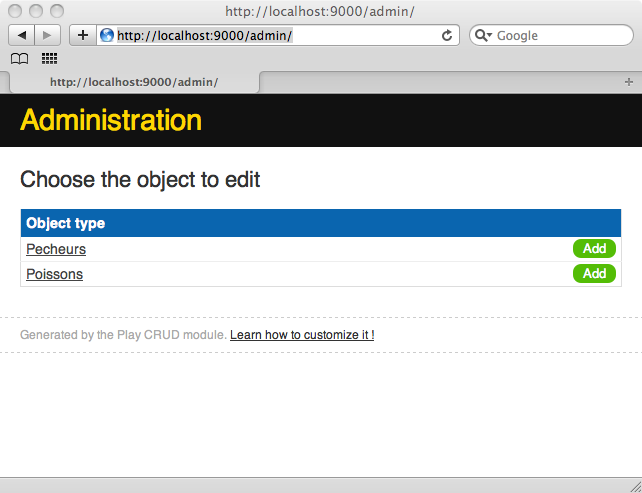 http://localhost:9000/admin/
http://localhost:9000/admin/
Google
http://localhost:9000/admin/
Administration
Choose the object to edit
Object type
Pecheurs Add
Poissons Add
Generated by the Play CRUD module. Learn how to customize it !